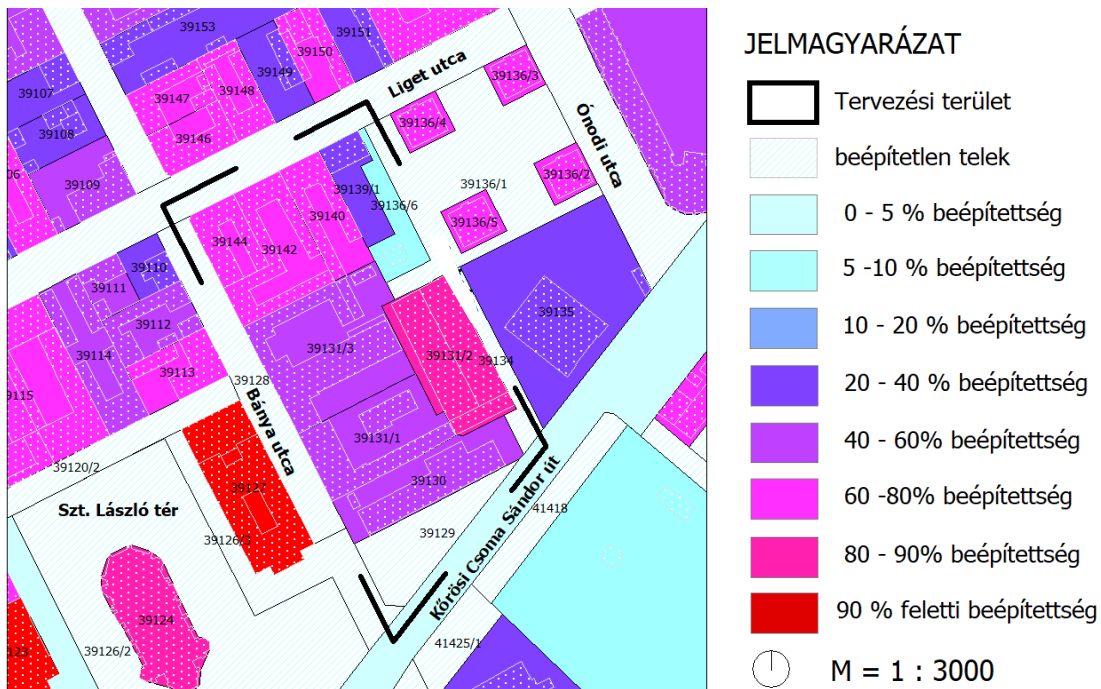 39153
39151
39150
Liget utca
39136/3
39149
39107
39147
39148
39136/4
39108
39146
Ónodi utca
39109
39139/1
39136/1
39136/2
39136/6
39140
39136/5
39144
39142
39110
39111
39135
39112
39131/3
39131/2
39134
39114
39113
39128
Bánya utca
39131/1
39120/2
39130
39127
Szt. László tér
41418
39129
39126/3
Kőrösi Csoma Sándor út
39124
41425/1
39126/2
JELMAGYARÁZAT
Tervezési terület
beépítetlen telek
0 - 5 % beépítettség
5 -10 % beépítettség
10 - 20 % beépítettség
20 - 40 % beépítettség
40 - 60% beépítettség
60 -80% beépítettség
80 - 90% beépítettség
90 % feletti beépítettség
M = 1 : 3000